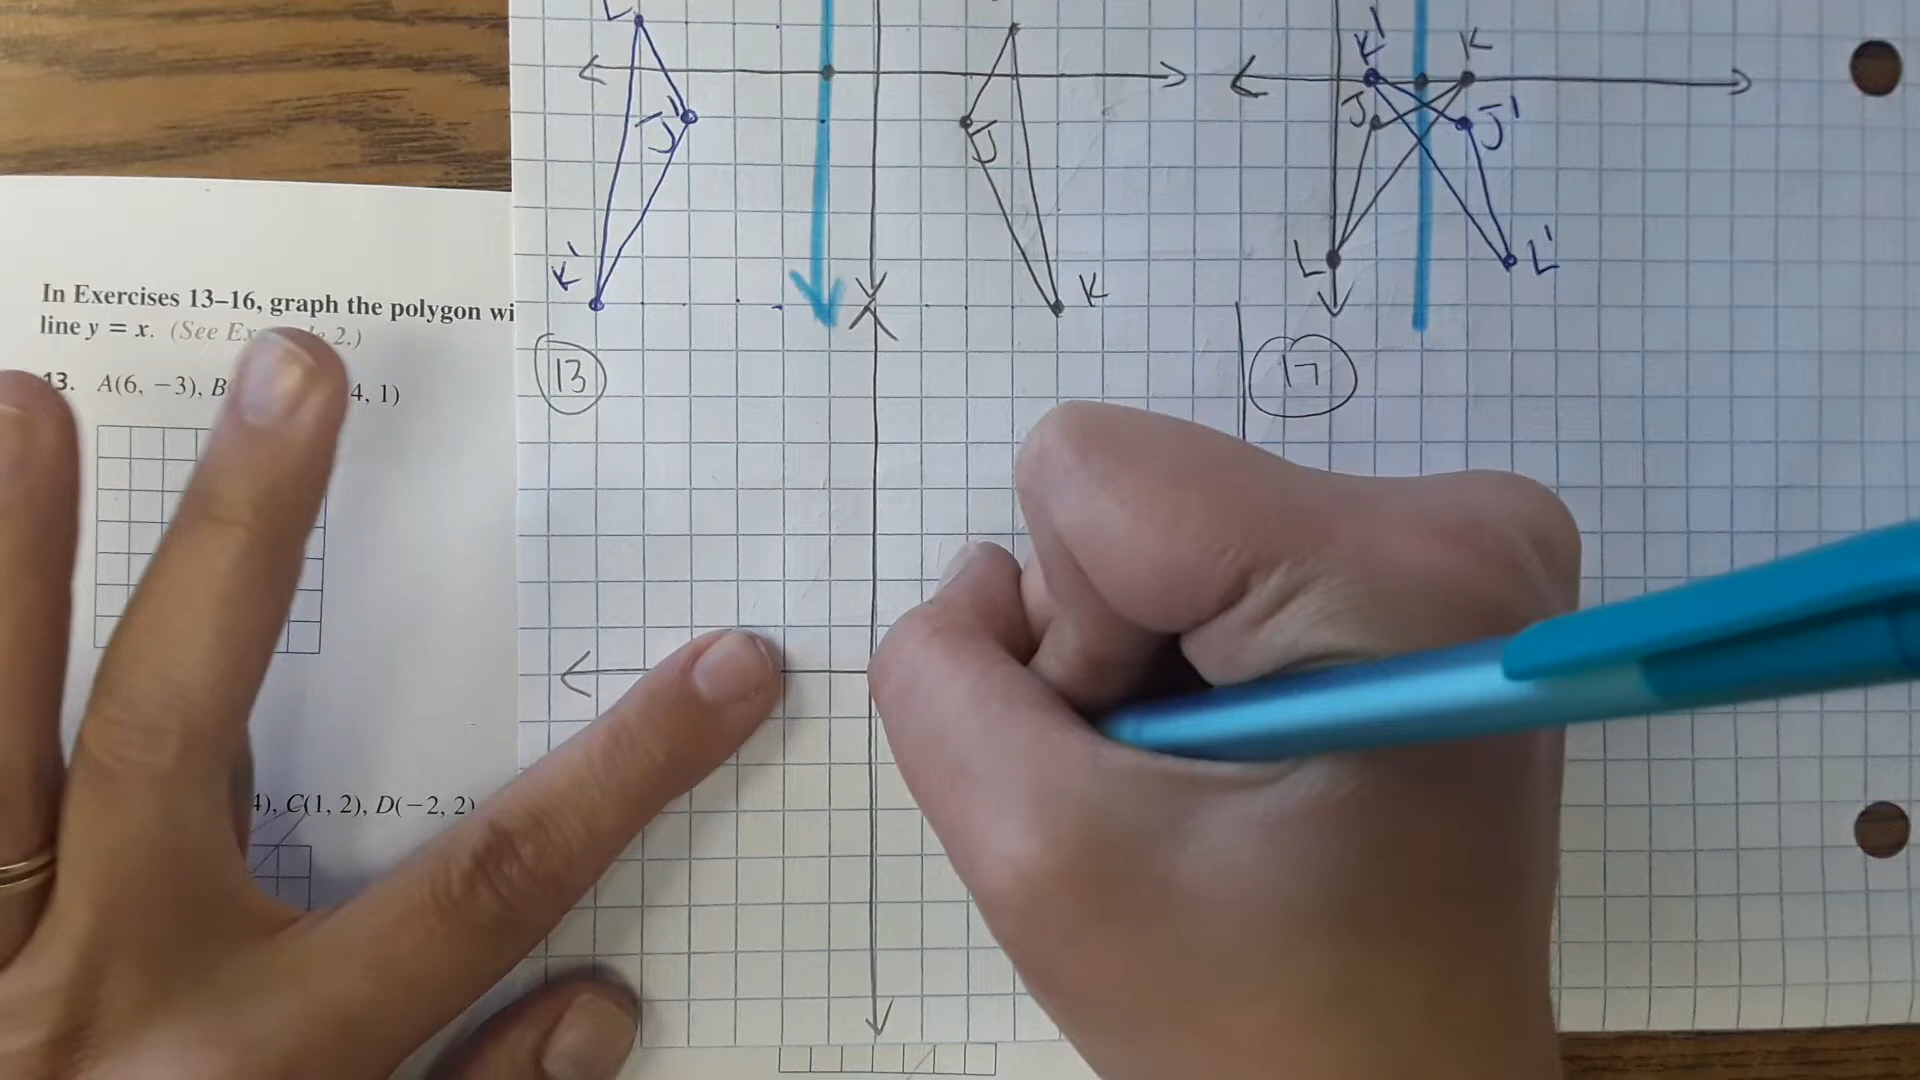 In Exercises 13–16, graph the polygon wi
line y = x. (See Ex 2.)
13. A(6, −3), B 4, 1)
4), C(1, 2), D(−2, 2)
L'
J'
K'
J
K
K'
K
J
J'
L
L'
13
17